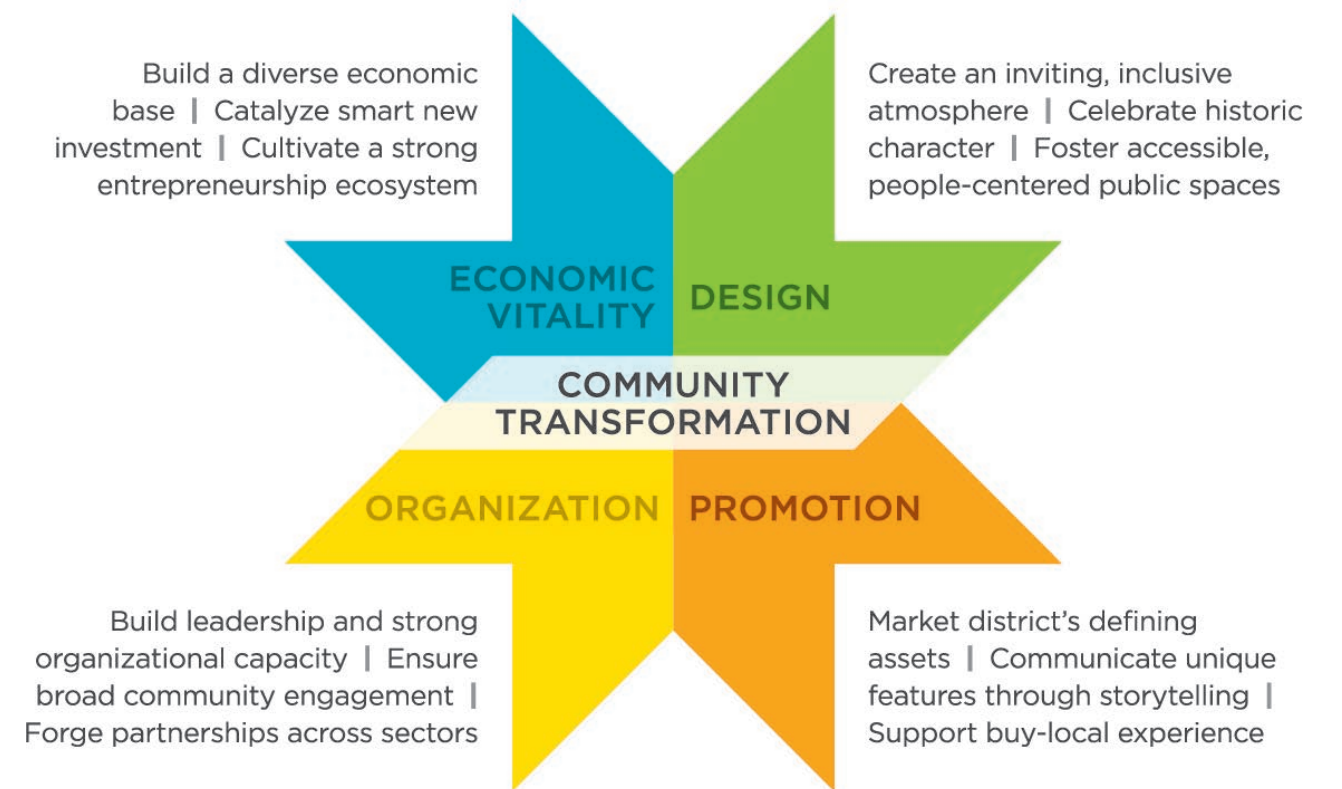 Build a diverse economic
base | Catalyze smart new
investment | Cultivate a strong
entrepreneurship ecosystem
Create an inviting, inclusive
atmosphere | Celebrate historic
character | Foster accessible,
people-centered public spaces
ECONOMIC
VITALITY
DESIGN
COMMUNITY
TRANSFORMATION
ORGANIZATION
PROMOTION
Build leadership and strong
organizational capacity | Ensure
broad community engagement |
Forge partnerships across sectors
Market district’s defining
assets | Communicate unique
features through storytelling |
Support buy-local experience